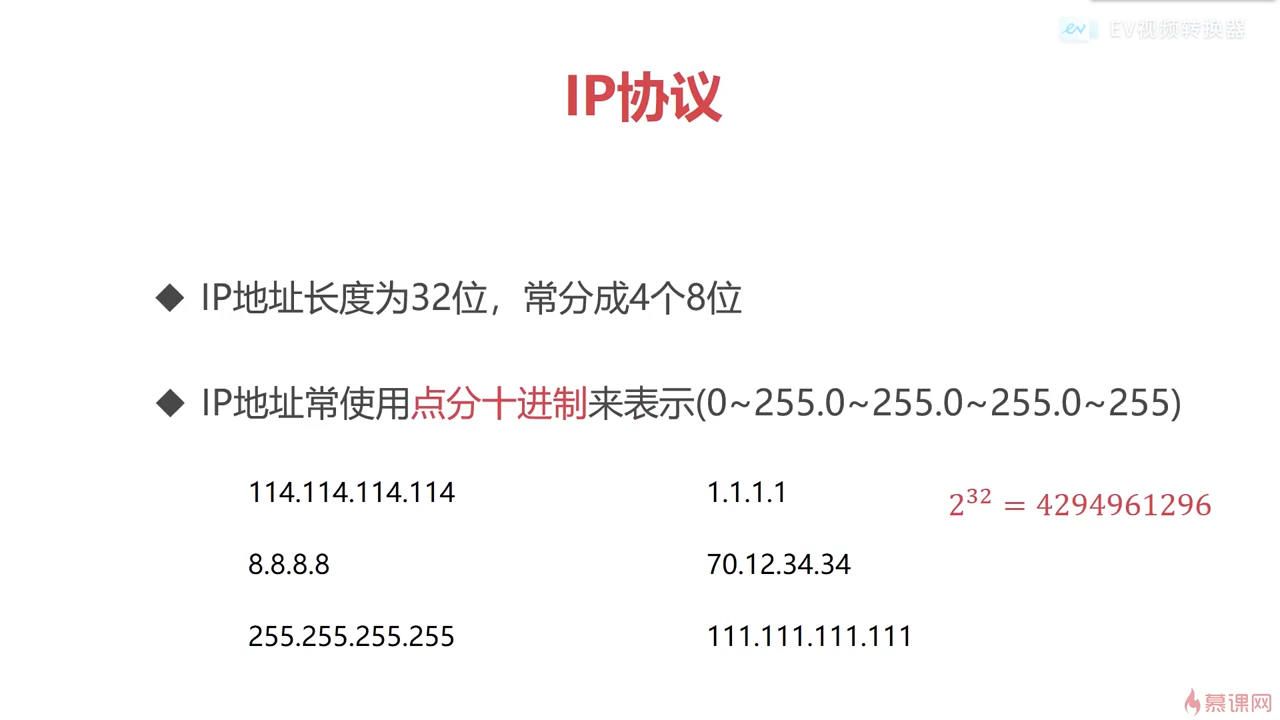 EV视频转换器
IP协议
◆ IP地址长度为32位，常分成4个8位
◆ IP地址常使用点分十进制来表示(0~255.0~255.0~255.0~255)
114.114.114.114
1.1.1.1
2^32 = 4294961296
8.8.8.8
70.12.34.34
255.255.255.255
111.111.111.111
慕课网